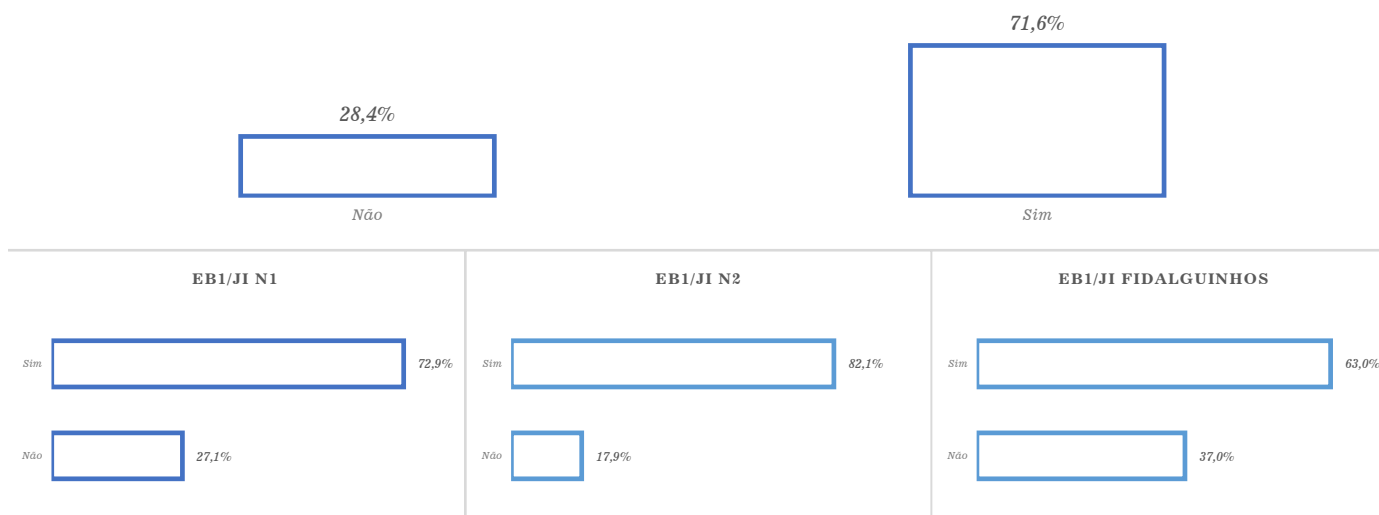 71,6%
28,4%
Não
Sim
EB1/JI N1
Sim
72,9%
Não
27,1%
EB1/JI N2
Sim
82,1%
Não
17,9%
EB1/JI FIDALGUINHOS
Sim
63,0%
Não
37,0%